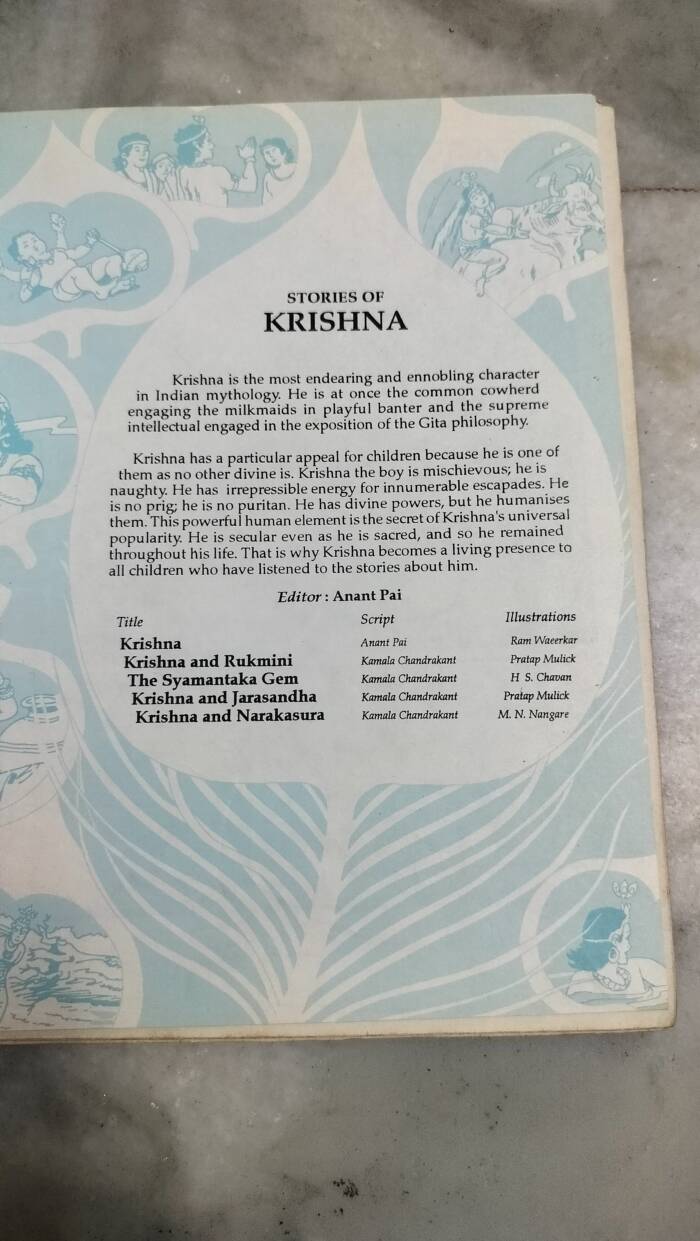 STORIES OF
KRISHNA
Krishna is the most endearing and ennobling character
in Indian mythology. He is at once the common cowherd
engaging the milkmaids in playful banter and the supreme
intellectual engaged in the exposition of the Gita philosophy.
Krishna has a particular appeal for children because he is one of
them as no other divine is. Krishna the boy is mischievous; he is
naughty. He has irrepressible energy for innumerable escapades. He
is no prig; he is no puritan. He has divine powers, but he humanises
them. This powerful human element is the secret of Krishna's universal
popularity. He is secular even as he is sacred, and so he remained
throughout his life. That is why Krishna becomes a living presence to
all children who have listened to the stories about him.
Editor : Anant Pai
Title Script Illustrations
Krishna Anant Pai Ram Waeerkar
Krishna and Rukmini Kamala Chandrakant Pratap Mulick
The Syamantaka Gem Kamala Chandrakant H S. Chavan
Krishna and Jarasandha Kamala Chandrakant Pratap Mulick
Krishna and Narakasura Kamala Chandrakant M. N. Nangare